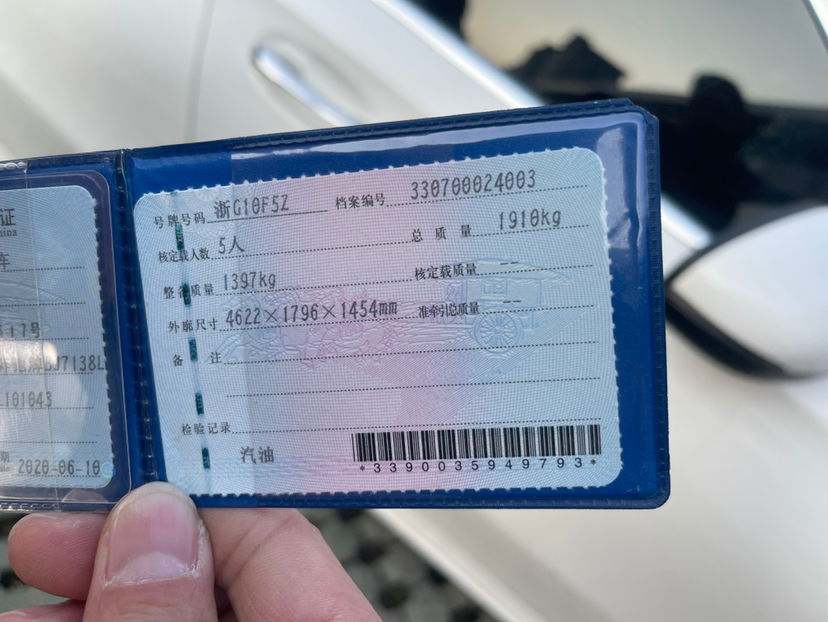 证
车
17号
J7138L
101043
期 2020-06-10
号牌号码 浙G10F5Z 档案编号 330700024003
核定载人数 5人 总质量 1910kg
整备质量 1397kg 核定载质量 --
外廓尺寸 4622×1796×1454mm 准牵引总质量 --
备注
检验记录
汽油
*3390035949793*